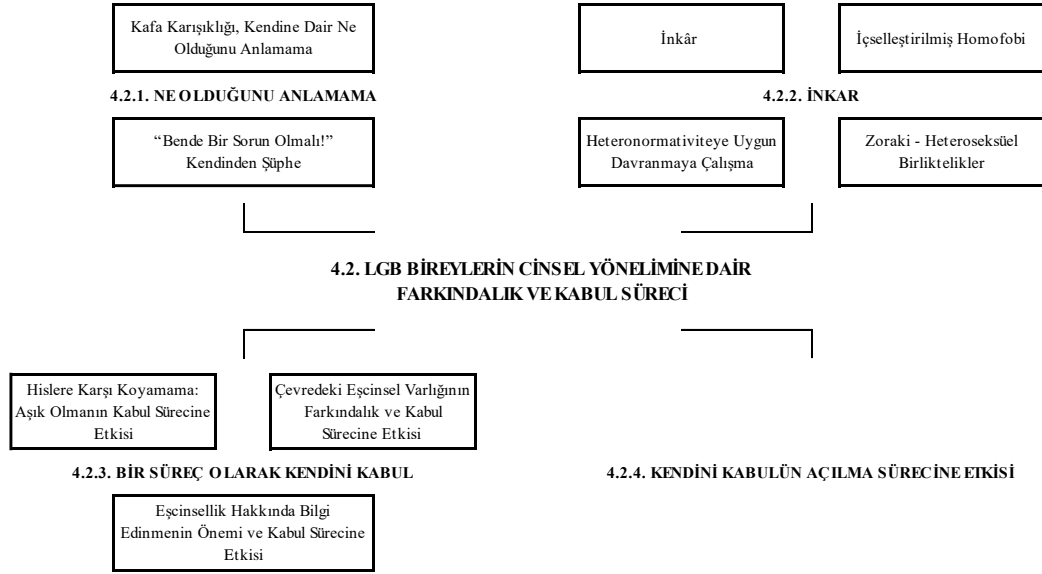 Kafa Karışıklığı, Kendine Dair Ne
Olduğunu Anlamama
İnkâr
İçselleştirilmiş Homofobi
4.2.1. NE OLDUĞUNU ANLAMAMA
4.2.2. İNKAR
“Bende Bir Sorun Olmalı!”
Kendinden Şüphe
Heteronormativiteye Uygun
Davranmaya Çalışma
Zoraki - Heteroseksüel
Birliktelikler
4.2. LGB BİREYLERİN CİNSEL YÖNELİMİNE DAİR
FARKINDALIK VE KABUL SÜRECİ
Hislere Karşı Koyamama:
Aşık Olmanın Kabul Sürecine
Etkisi
Çevredeki Eşcinsel Varlığının
Farkındalık ve Kabul
Sürecine Etkisi
4.2.3. BİR SÜREÇ OLARAK KENDİNİ KABUL
4.2.4. KENDİNİ KABULÜN AÇILMA SÜRECİNE ETKİSİ
Eşcinsellik Hakkında Bilgi
Edinmenin Önemi ve Kabul Sürecine
Etkisi